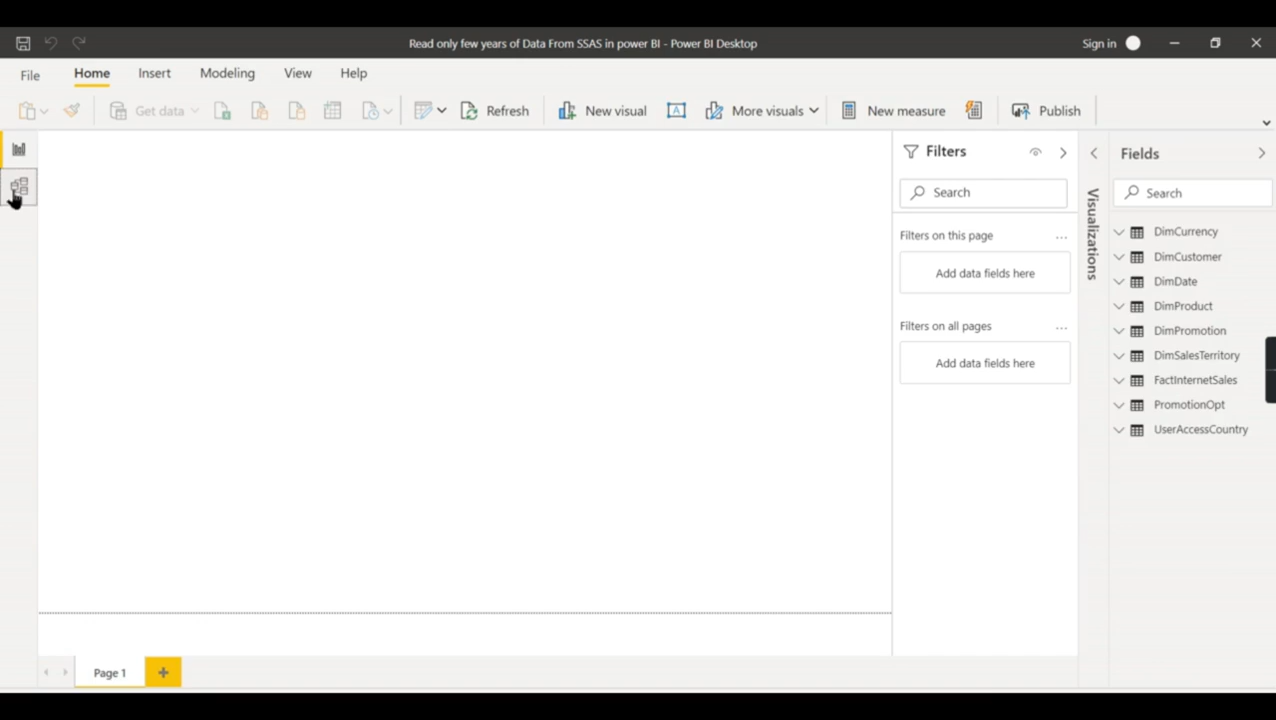 Read only few years of Data From SSAS in power BI - Power BI Desktop
Sign in
File
Home
Insert
Modeling
View
Help
Get data
Refresh
New visual
A
More visuals
New measure
Publish
Filters
Search
Filters on this page
Add data fields here
Filters on all pages
Add data fields here
Visualizations
Fields
Search
DimCurrency
DimCustomer
DimDate
DimProduct
DimPromotion
DimSalesTerritory
FactInternetSales
PromotionOpt
UserAccessCountry
Page 1